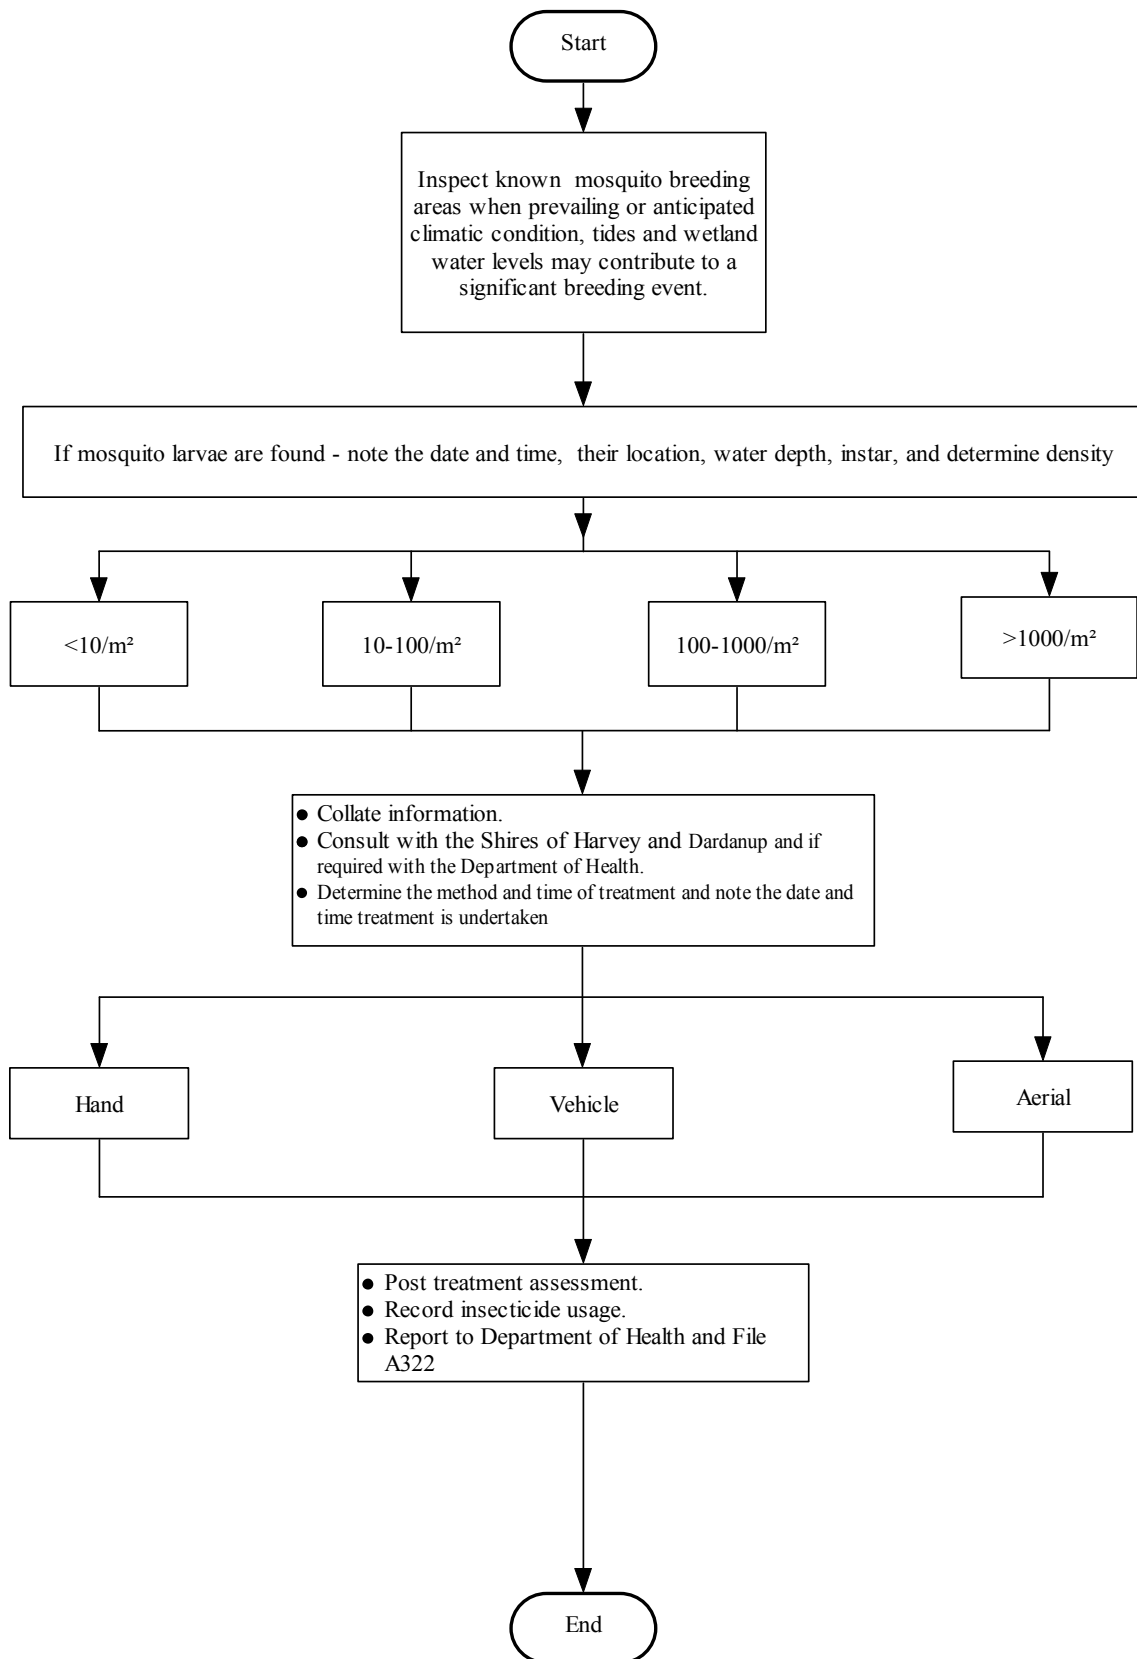 Start
Inspect known mosquito breeding
areas when prevailing or anticipated
climatic condition, tides and wetland
water levels may contribute to a
significant breeding event.
If mosquito larvae are found - note the date and time, their location, water depth, instar, and determine density
<10/m²
10-100/m²
100-1000/m²
>1000/m²
● Collate information.
● Consult with the Shires of Harvey and Dardanup and if
required with the Department of Health.
● Determine the method and time of treatment and note the date and
time treatment is undertaken
Hand
Vehicle
Aerial
● Post treatment assessment.
● Record insecticide usage.
● Report to Department of Health and File
A322
End